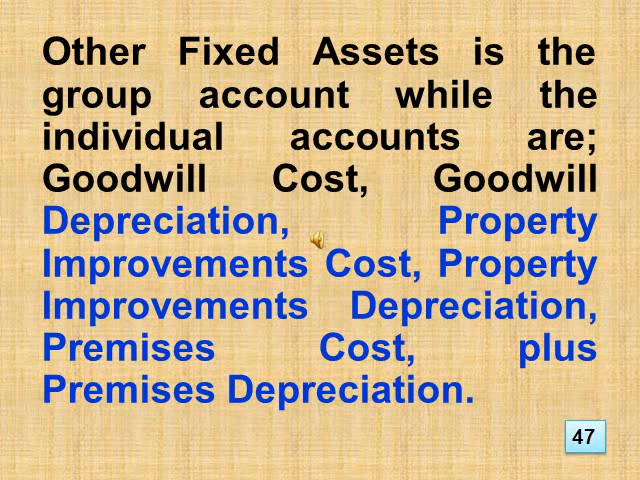 Other Fixed Assets is the
group account while the
individual accounts are;
Goodwill Cost, Goodwill
Depreciation, Property
Improvements Cost, Property
Improvements Depreciation,
Premises Cost, plus
Premises Depreciation.
47